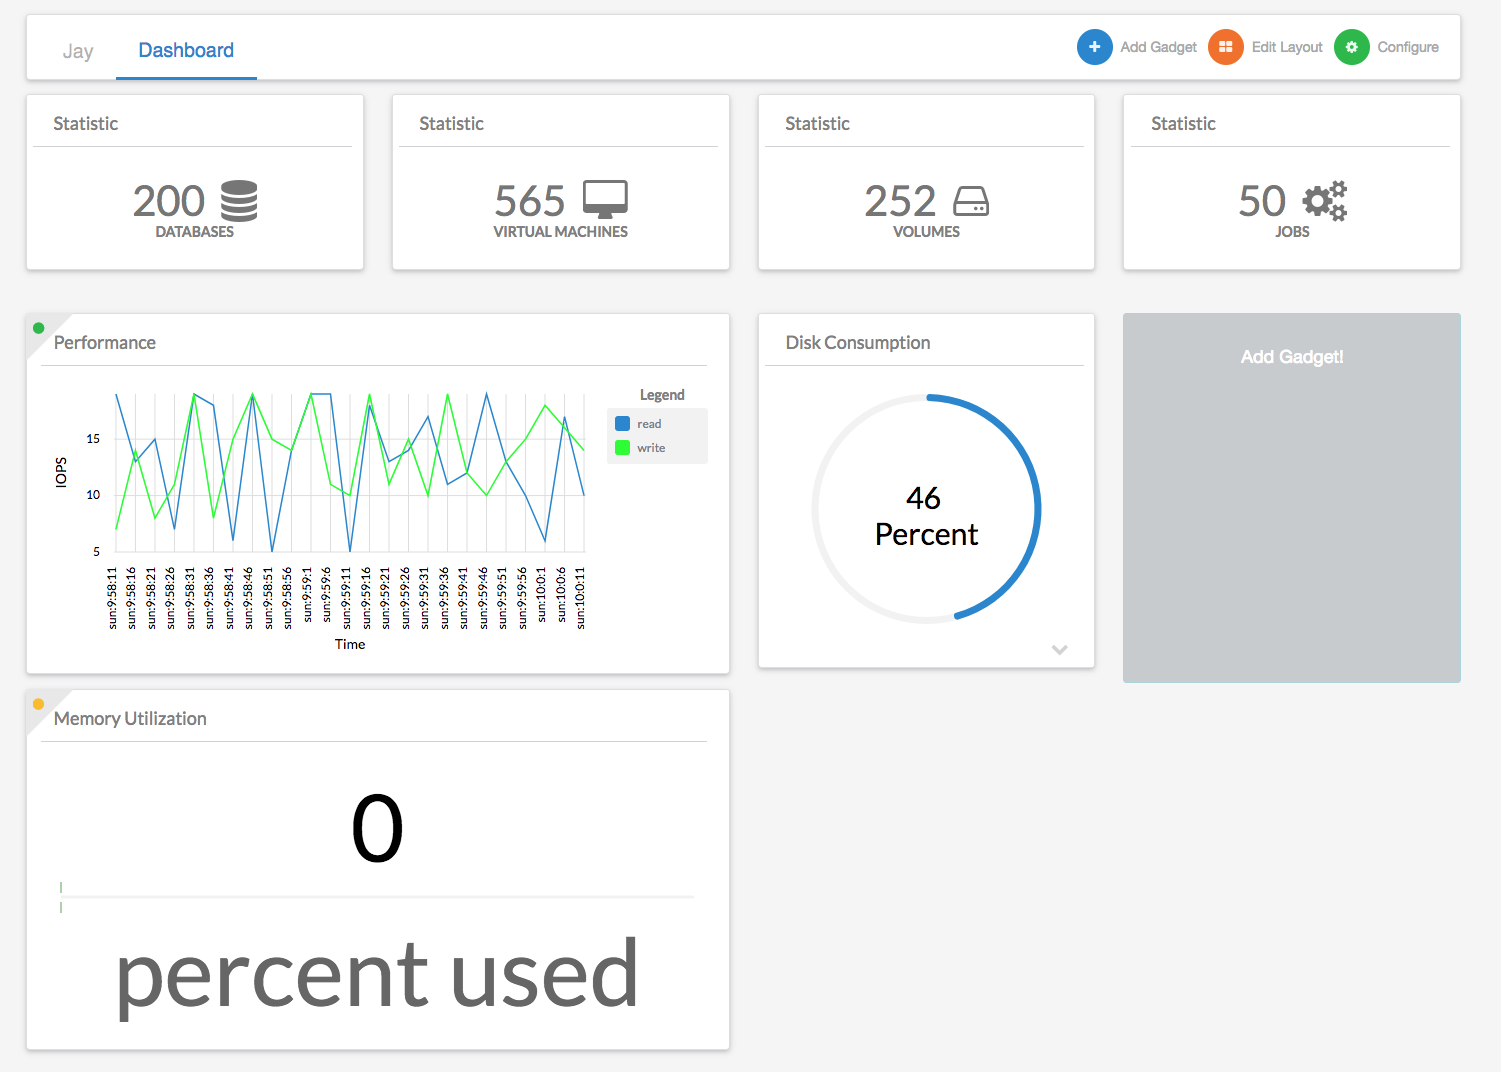 Jay Dashboard Add Gadget Edit Layout Configure
Statistic
200
DATABASES
Statistic
565
VIRTUAL MACHINES
Statistic
252
VOLUMES
Statistic
50
JOBS
Performance
IOPS
15
10
5
sun:9:58:11
sun:9:58:16
sun:9:58:21
sun:9:58:26
sun:9:58:31
sun:9:58:36
sun:9:58:41
sun:9:58:46
sun:9:58:51
sun:9:58:56
sun:9:59:1
sun:9:59:6
sun:9:59:11
sun:9:59:16
sun:9:59:21
sun:9:59:26
sun:9:59:31
sun:9:59:36
sun:9:59:41
sun:9:59:46
sun:9:59:51
sun:9:59:56
sun:10:0:1
sun:10:0:6
sun:10:0:11
Time
Legend
read
write
Disk Consumption
46
Percent
Add Gadget!
Memory Utilization
0
percent used